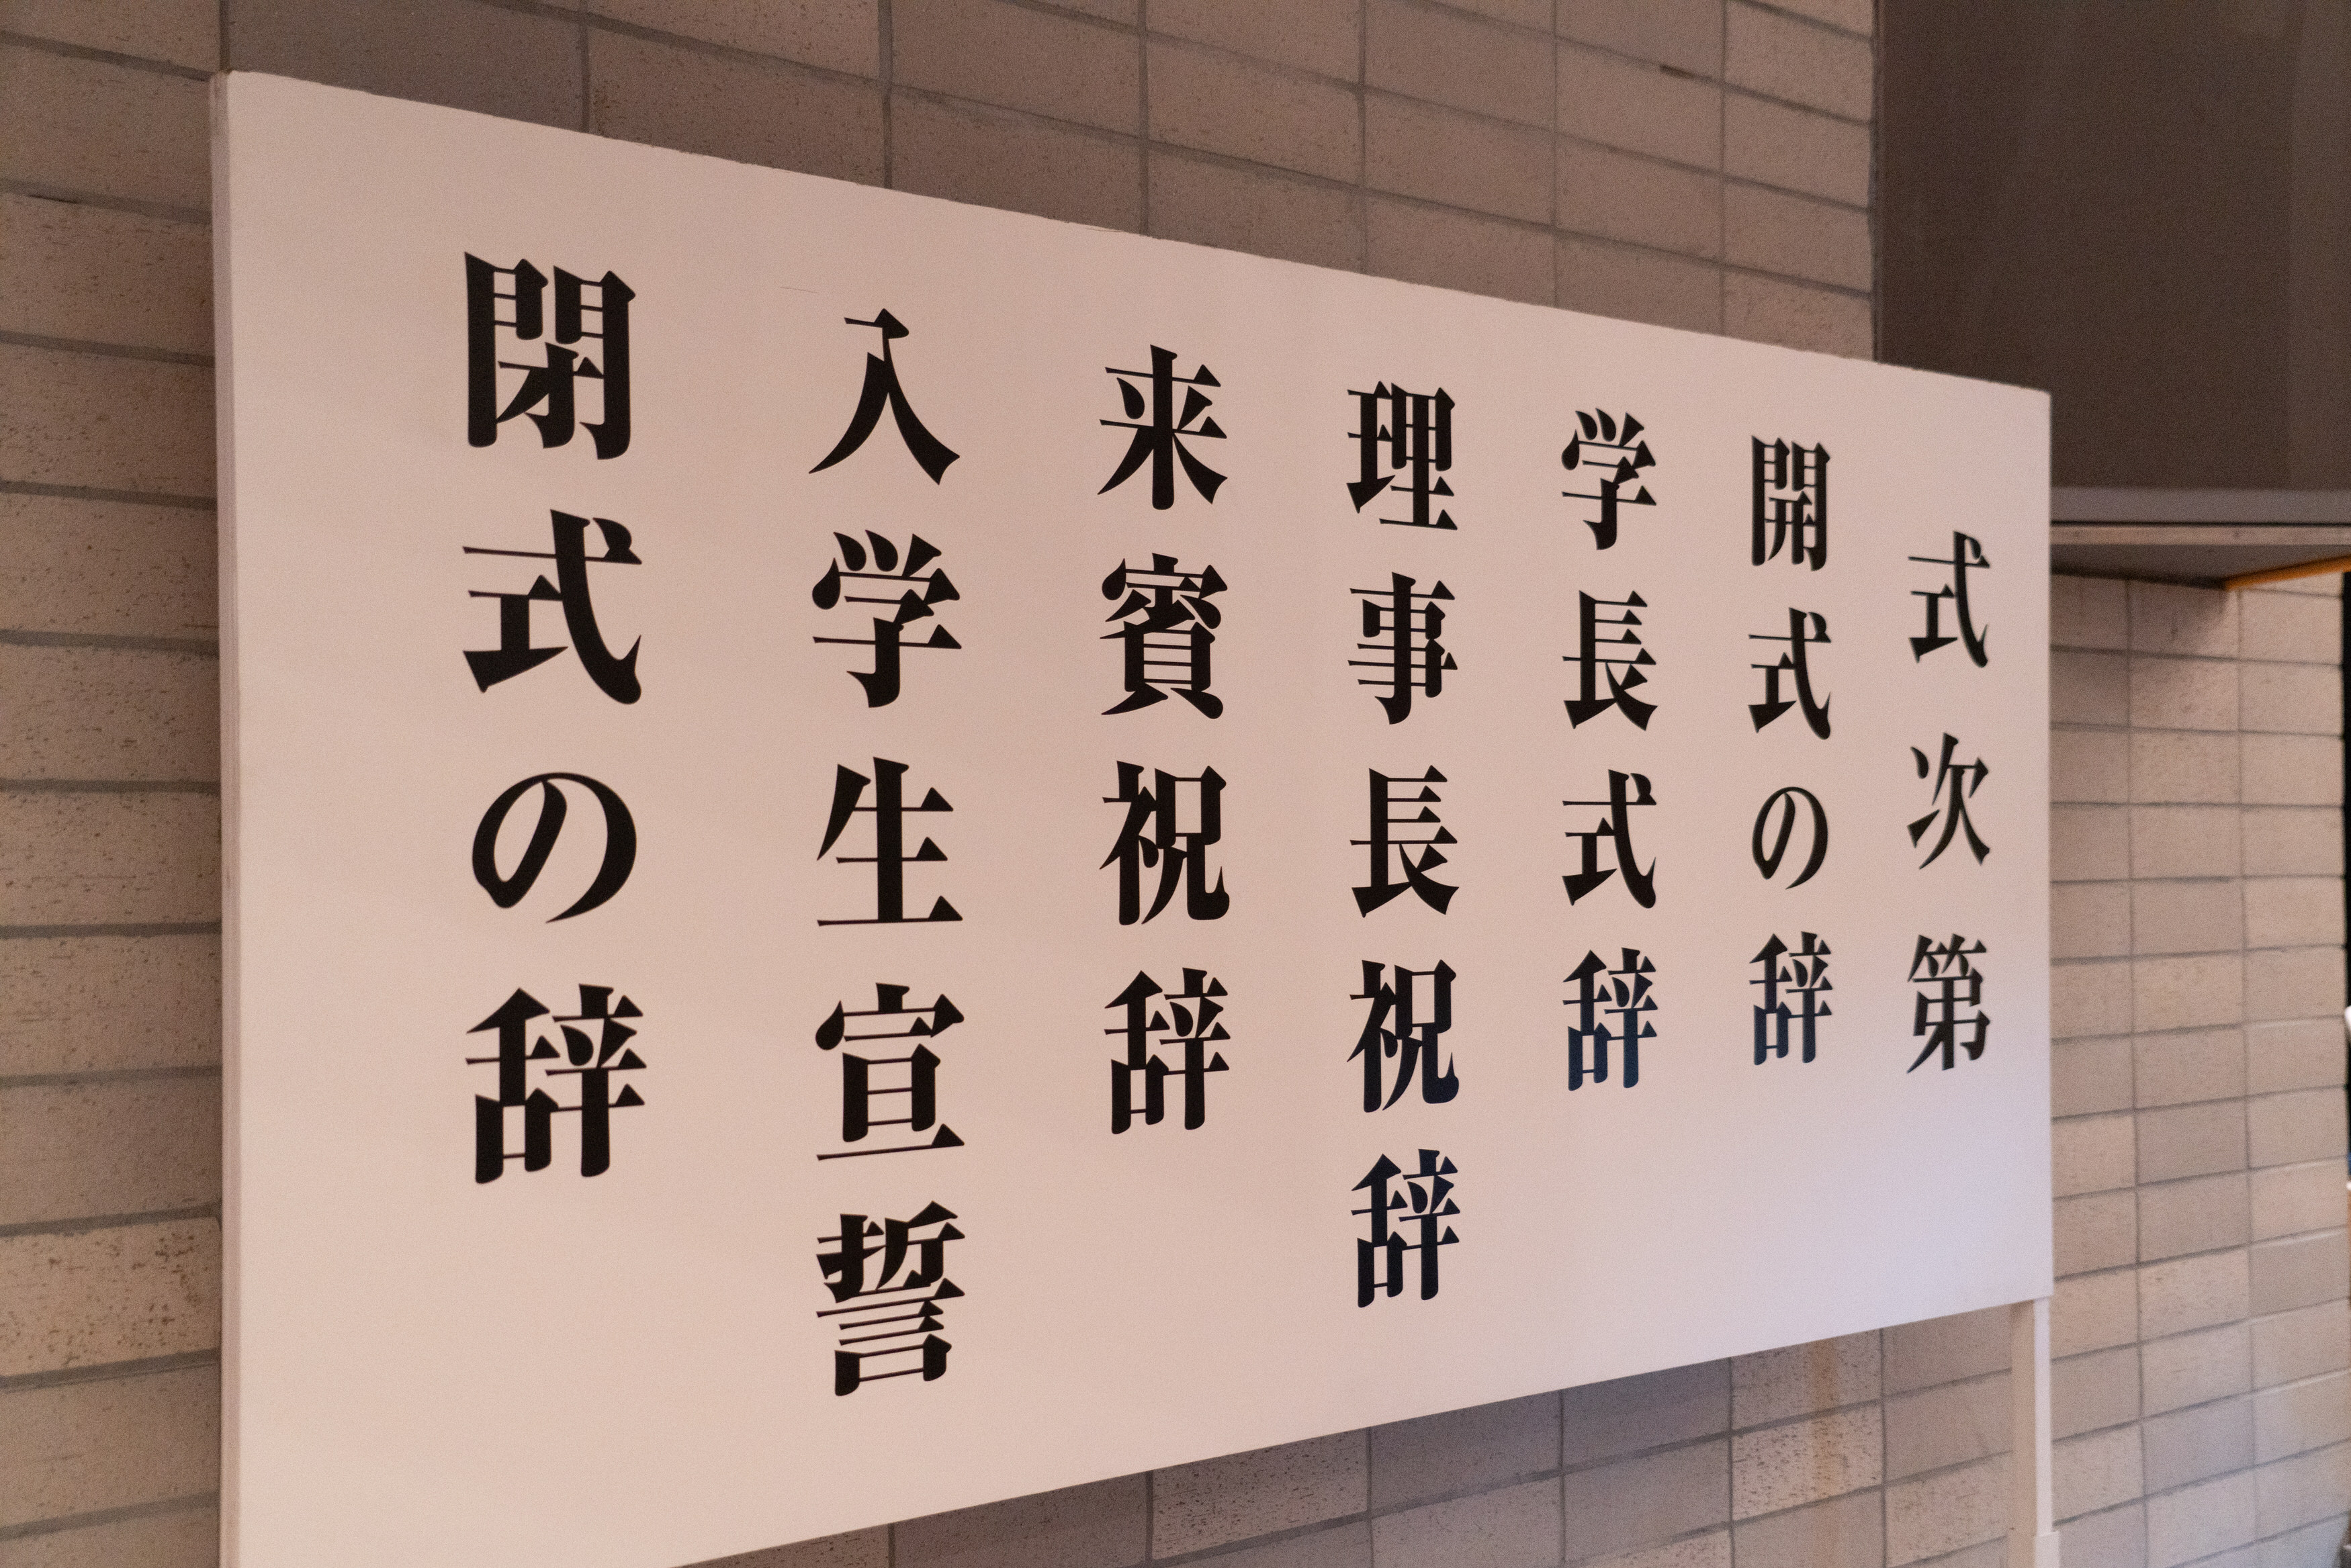 式次第
開式の辞
学長式辞
理事長祝辞
来賓祝辞
入学生宣誓
閉式の辞